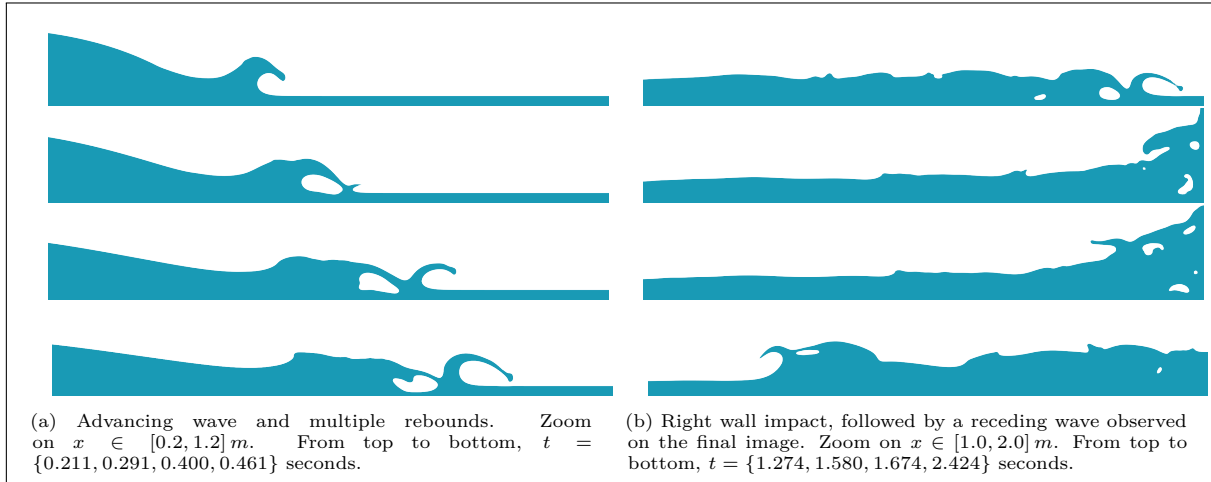 (a) Advancing wave and multiple rebounds. Zoom
on x ∈ [0.2, 1.2] m. From top to bottom, t =
{0.211, 0.291, 0.400, 0.461} seconds.
(b) Right wall impact, followed by a receding wave observed
on the final image. Zoom on x ∈ [1.0, 2.0] m. From top to
bottom, t = {1.274, 1.580, 1.674, 2.424} seconds.